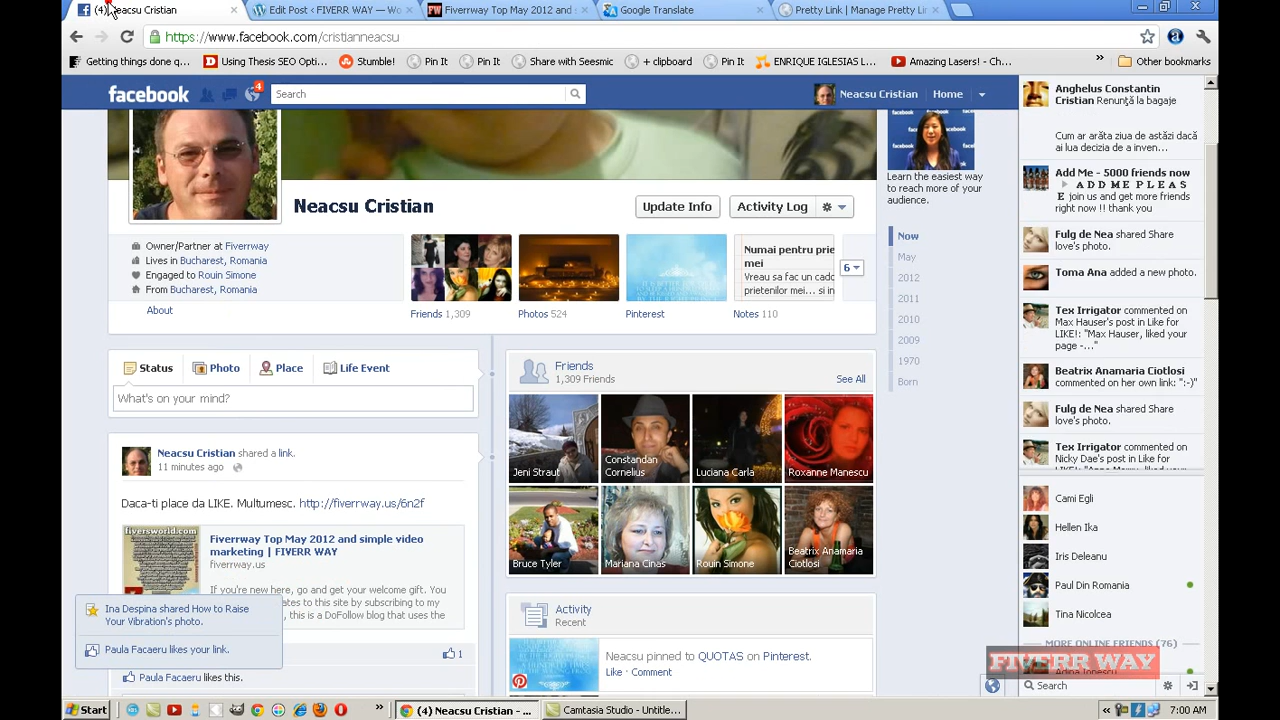 (4) Neacsu Cristian
Edit Post ‹ FIVERR WAY — Wo
Fiverrway Top May 2012 and
Google Translate
Pretty Link | Manage Pretty Li
https://www.facebook.com/cristianneacsu
Getting things done q...
Using Thesis SEO Opti...
Stumble!
Pin It
Pin It
Share with Seesmic
+ clipboard
Pin It
ENRIQUE IGLESIAS L...
Amazing Lasers! - Ch...
Other bookmarks
facebook
4
Search
Neacsu Cristian
Home
Neacsu Cristian
Update Info
Activity Log
Owner/Partner at Fiverrway
Lives in Bucharest, Romania
Engaged to Rouin Simone
From Bucharest, Romania
About
Friends 1,309
Photos 524
Pinterest
Numai pentru prie
mei
Vreau sa fac un cadc
prietenilor mei... si in
Notes 110
6
Learn the easiest way
to reach more of your
audience.
Now
May
2012
2011
2010
2009
1970
Born
Status
Photo
Place
Life Event
What's on your mind?
Neacsu Cristian shared a link.
11 minutes ago
Daca-ti place da LIKE. Multumesc. http://fiverrway.us/6n2f
fiversworld.com
Fiverrway Top May 2012 and simple video
marketing | FIVERR WAY
fiverrway.us
If you're new here, go and get your welcome gift. You
ates to this site by subscribing to my
, this is a DoFollow blog that uses the
Ina Despina shared How to Raise
Your Vibration's photo.
Paula Facaeru likes your link.
1
Paula Facaeru likes this.
Friends
1,309 Friends
See All
Jeni Straut
Constandan
Cornelius
Luciana Carla
Roxanne Manescu
Bruce Tyler
Mariana Cinas
Rouin Simone
Beatrix Anamaria
Ciotlosi
Activity
Recent
Neacsu pinned to QUOTAS on Pinterest.
Like · Comment
Anghelus Constantin
Cristian Renunţă la bagaje
Cum ar arăta ziua de astăzi dacă
ai lua decizia de a inven...
Add Me - 5000 friends now
A D D M E P L E A S
E join us and get more friends
right now !! thank you
Fulg de Nea shared Share
love's photo.
Toma Ana added a new photo.
Tex Irrigator commented on
Max Hauser's post in Like for
LIKE!: "Max Hauser, liked your
page -..."
Beatrix Anamaria Ciotlosi
commented on her own link: ":-)"
Fulg de Nea shared Share
love's photo.
Tex Irrigator commented on
Nicky Dae's post in Like for
Cami Egli
Hellen Ika
Iris Deleanu
Paul Din Romania
Tina Nicolcea
MORE ONLINE FRIENDS (76)
FIVERR WAY
Search
Start
(4) Neacsu Cristian - ...
Camtasia Studio - Untitle...
7:00 AM